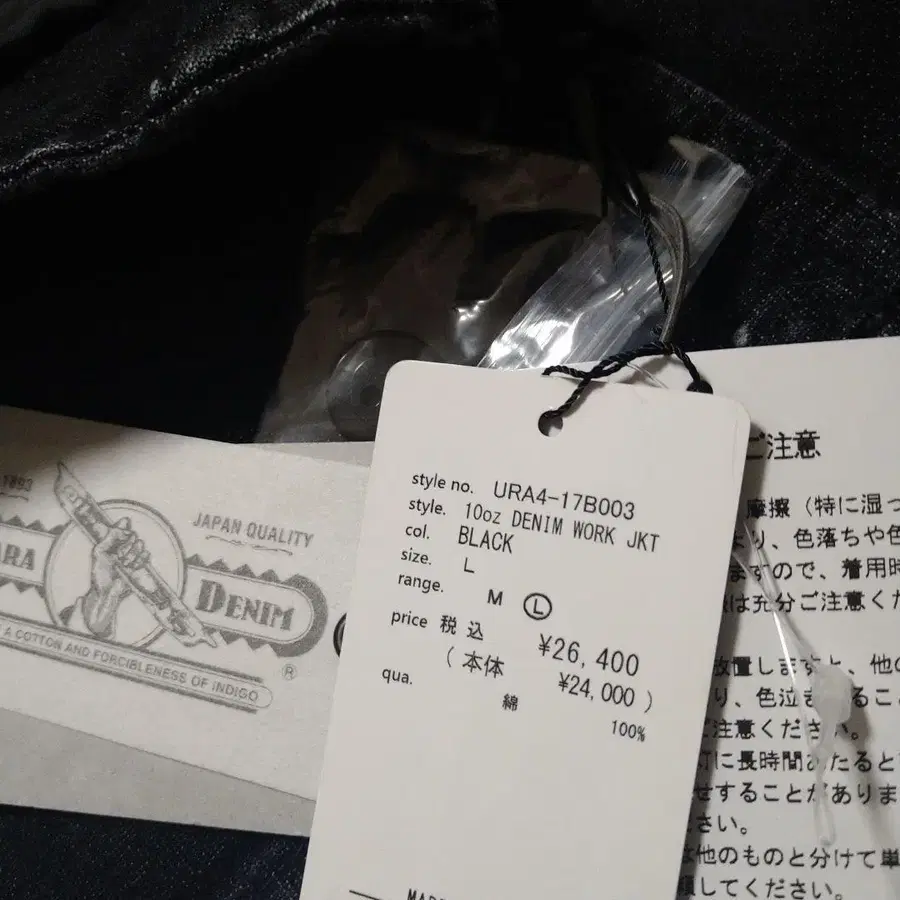 1893
JAPAN QUALITY
ARA
DENIM
A COTTON AND FORCIBLENESS OF INDIGO
®
style no. URA4-17B003
style. 10oz DENIM WORK JKT
col. BLACK
size. L
range. M Ⓛ
price 税込 ¥26,400
(本体 ¥24,000)
qua. 綿 100%
ご注意
摩擦(特に湿っ
り、色落ちや色
ますので、着用時
は充分ご注意くだ
放置しますと、他の
り、色泣き
ること
ご注意ください。
灯に長時間あたると
せすることがありま
さい。
は他のものと分けて単
してください。